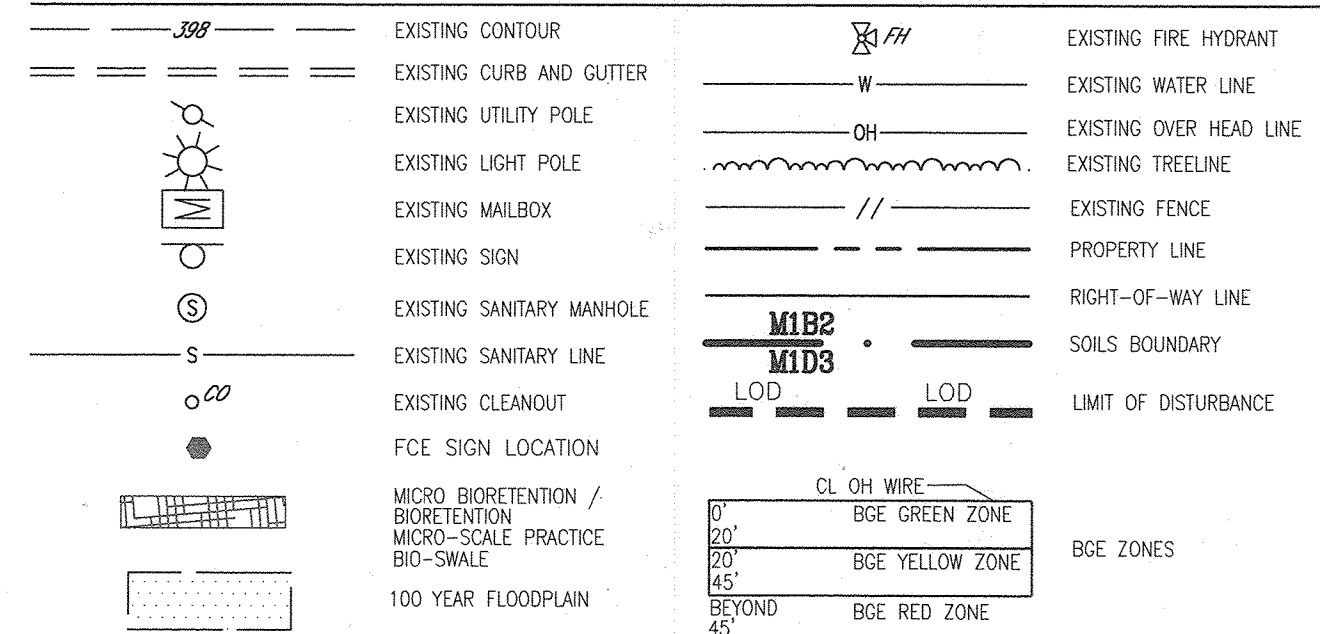 398 EXISTING CONTOUR
EXISTING CURB AND GUTTER
EXISTING UTILITY POLE
EXISTING LIGHT POLE
EXISTING MAILBOX
EXISTING SIGN
S EXISTING SANITARY MANHOLE
S EXISTING SANITARY LINE
CO EXISTING CLEANOUT
FCE SIGN LOCATION
MICRO BIORETENTION /
BIORETENTION
MICRO-SCALE PRACTICE
BIO-SWALE
100 YEAR FLOODPLAIN
FH EXISTING FIRE HYDRANT
W EXISTING WATER LINE
OH EXISTING OVER HEAD LINE
EXISTING TREELINE
// EXISTING FENCE
PROPERTY LINE
RIGHT-OF-WAY LINE
M1B2
SOILS BOUNDARY
M1D3
LOD LOD
LIMIT OF DISTURBANCE
CL OH WIRE
0' BGE GREEN ZONE
20'
20' BGE YELLOW ZONE
45'
BGE ZONES
BEYOND BGE RED ZONE
45'